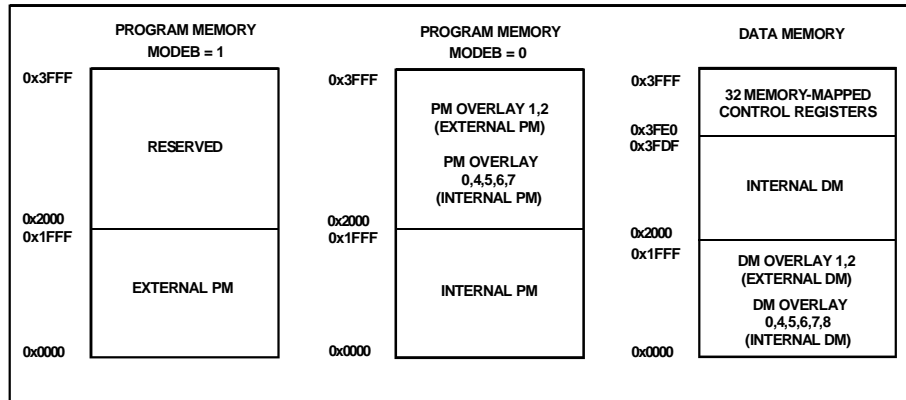 PROGRAM MEMORY
MODEB = 1
0x3FFF
RESERVED
0x2000
0x1FFF
EXTERNAL PM
0x0000
PROGRAM MEMORY
MODEB = 0
0x3FFF
PM OVERLAY 1,2
(EXTERNAL PM)
PM OVERLAY
0,4,5,6,7
(INTERNAL PM)
0x2000
0x1FFF
INTERNAL PM
0x0000
DATA MEMORY
0x3FFF
32 MEMORY-MAPPED
CONTROL REGISTERS
0x3FE0
0x3FDF
INTERNAL DM
0x2000
0x1FFF
DM OVERLAY 1,2
(EXTERNAL DM)
DM OVERLAY
0,4,5,6,7,8
(INTERNAL DM)
0x0000